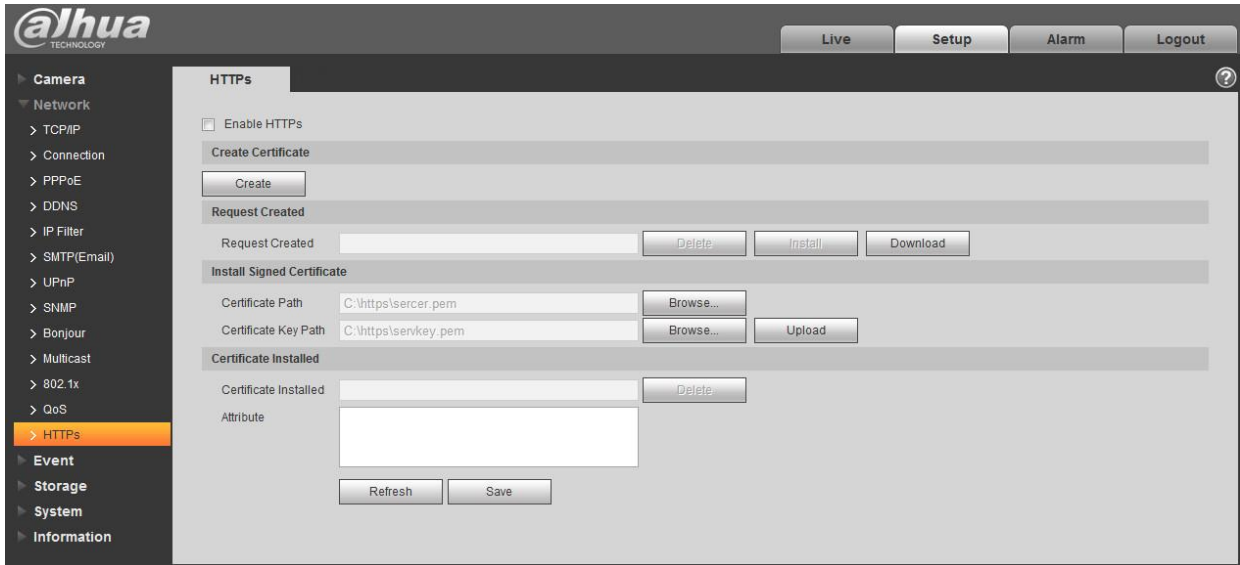 alhua
TECHNOLOGY
Live Setup Alarm Logout
Camera
Network
TCP/IP
Connection
PPPoE
DDNS
IP Filter
SMTP(Email)
UPnP
SNMP
Bonjour
Multicast
802.1x
QoS
HTTPs
Event
Storage
System
Information
HTTPs ?
Enable HTTPs
Create Certificate
Create
Request Created
Request Created Delete Install Download
Install Signed Certificate
Certificate Path C:\https\sercer.pem Browse...
Certificate Key Path C:\https\servkey.pem Browse... Upload
Certificate Installed
Certificate Installed Delete
Attribute
Refresh Save